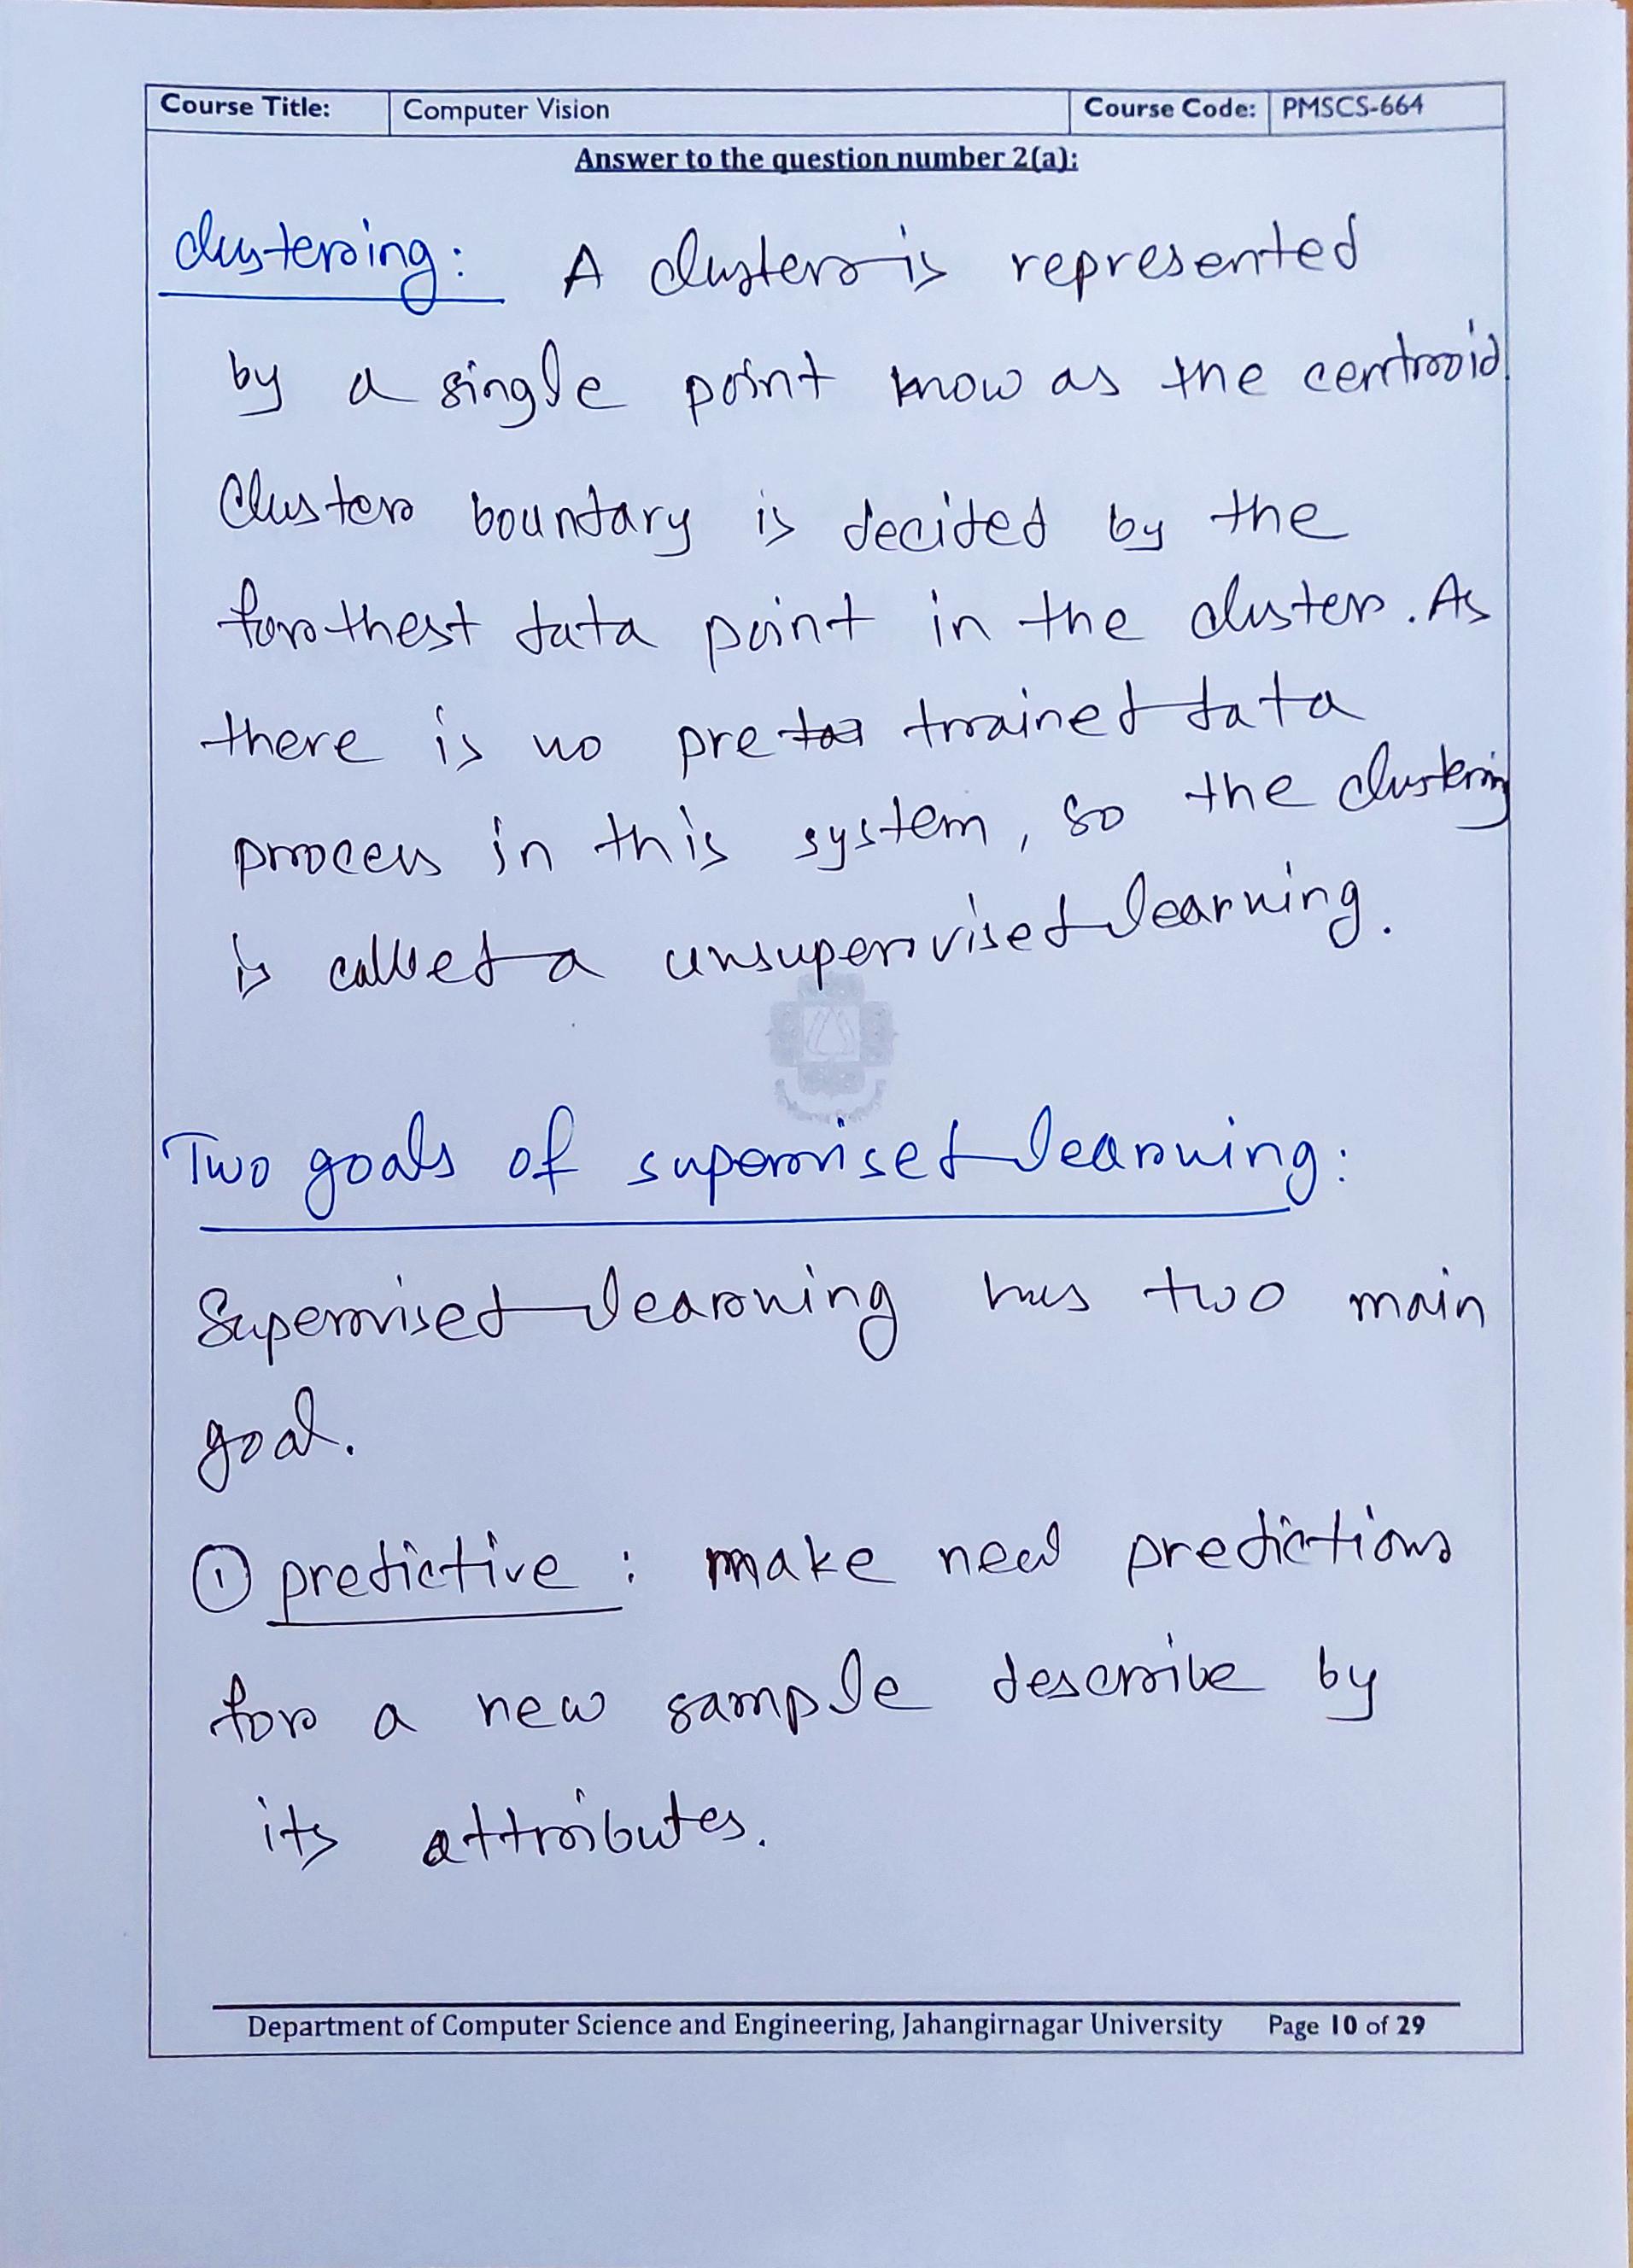 Course Title: Computer Vision Course Code: PMSCS-664
Answer to the question number 2(a):
clustering: A cluster is represented
by a single point know as the centroid
Cluster boundary is decided by the
forthest data point in the cluster. As
there is no pre trained data
process in this system, so the clustering
is called a unsupervised learning.
Two goals of supervised learning:
Supervised learning has two main
goal.
① predictive: make new predictions
for a new sample describe by
its attributes.
Department of Computer Science and Engineering, Jahangirnagar University Page 10 of 29